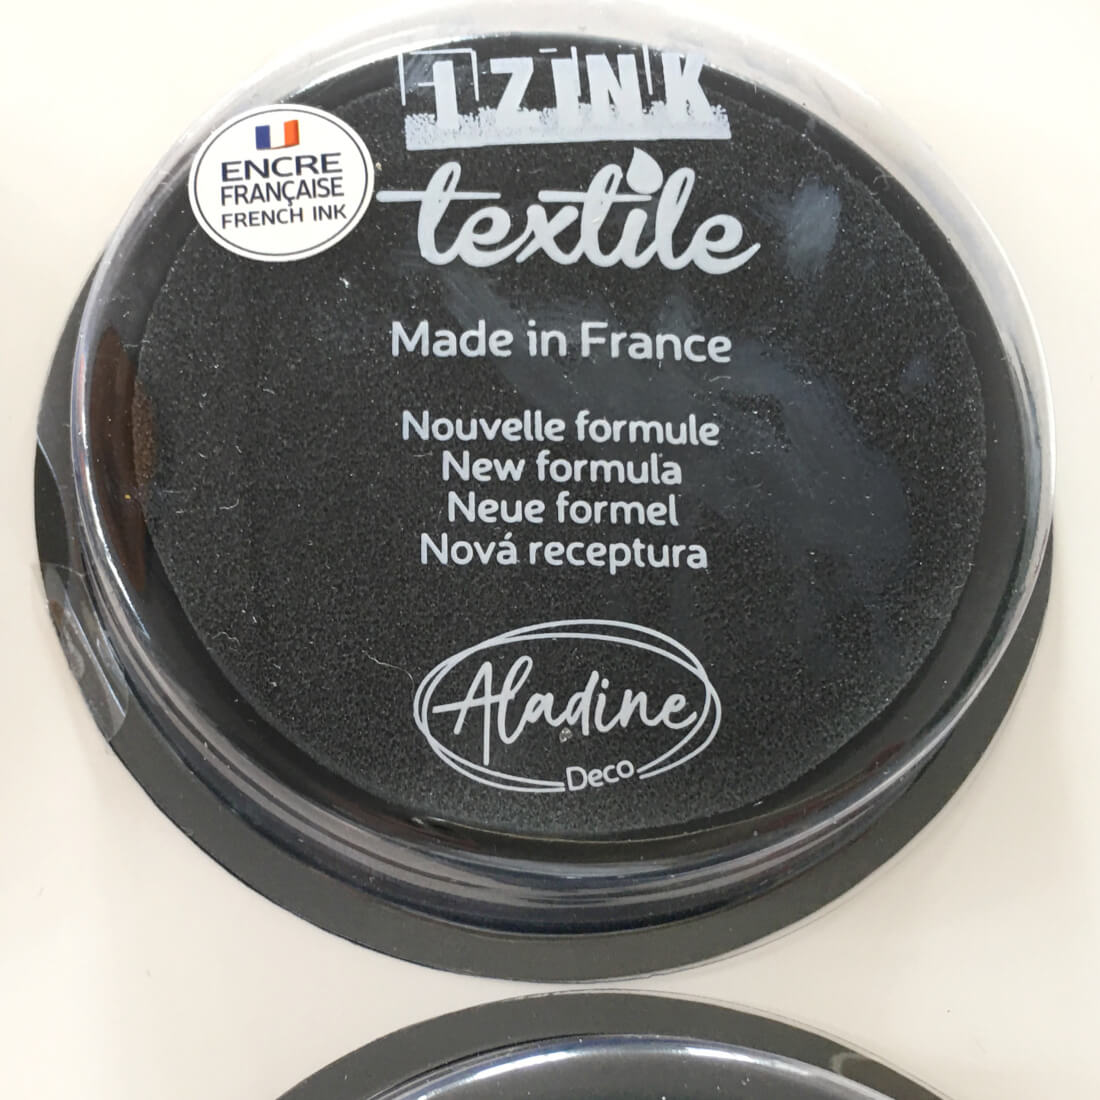 IZINK
textile
ENCRE
FRANÇAISE
FRENCH INK
Made in France
Nouvelle formule
New formula
Neue formel
Nová receptura
Aladine
Deco